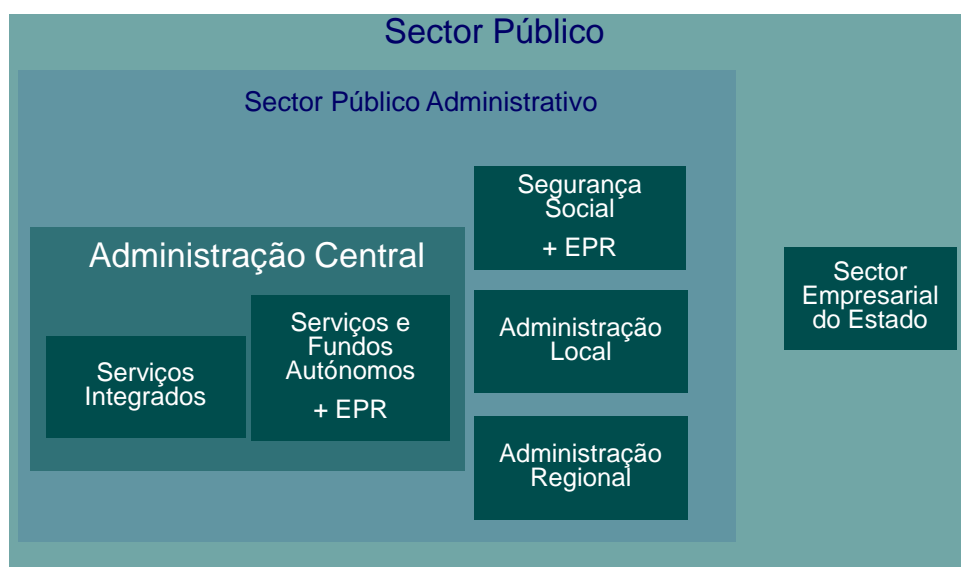 Sector Público
Sector Público Administrativo
Administração Central
Serviços
Integrados
Serviços e
Fundos
Autónomos
+ EPR
Segurança
Social
+ EPR
Administração
Local
Administração
Regional
Sector
Empresarial
do Estado